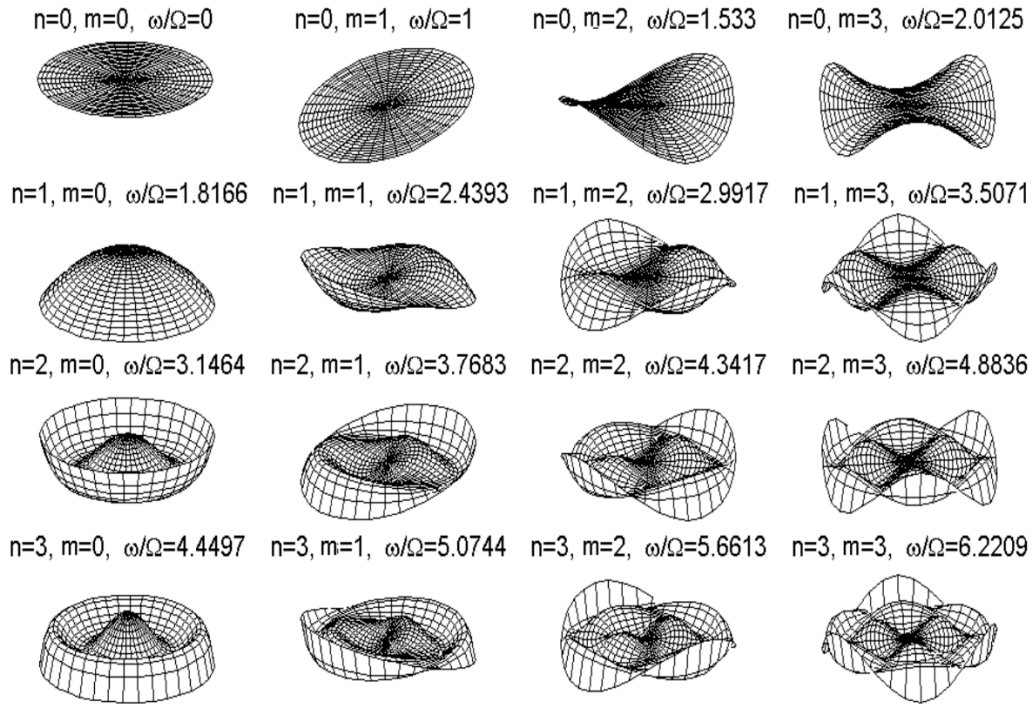 n=0, m=0, ω/Ω=0 n=0, m=1, ω/Ω=1 n=0, m=2, ω/Ω=1.533 n=0, m=3, ω/Ω=2.0125
n=1, m=0, ω/Ω=1.8166 n=1, m=1, ω/Ω=2.4393 n=1, m=2, ω/Ω=2.9917 n=1, m=3, ω/Ω=3.5071
n=2, m=0, ω/Ω=3.1464 n=2, m=1, ω/Ω=3.7683 n=2, m=2, ω/Ω=4.3417 n=2, m=3, ω/Ω=4.8836
n=3, m=0, ω/Ω=4.4497 n=3, m=1, ω/Ω=5.0744 n=3, m=2, ω/Ω=5.6613 n=3, m=3, ω/Ω=6.2209